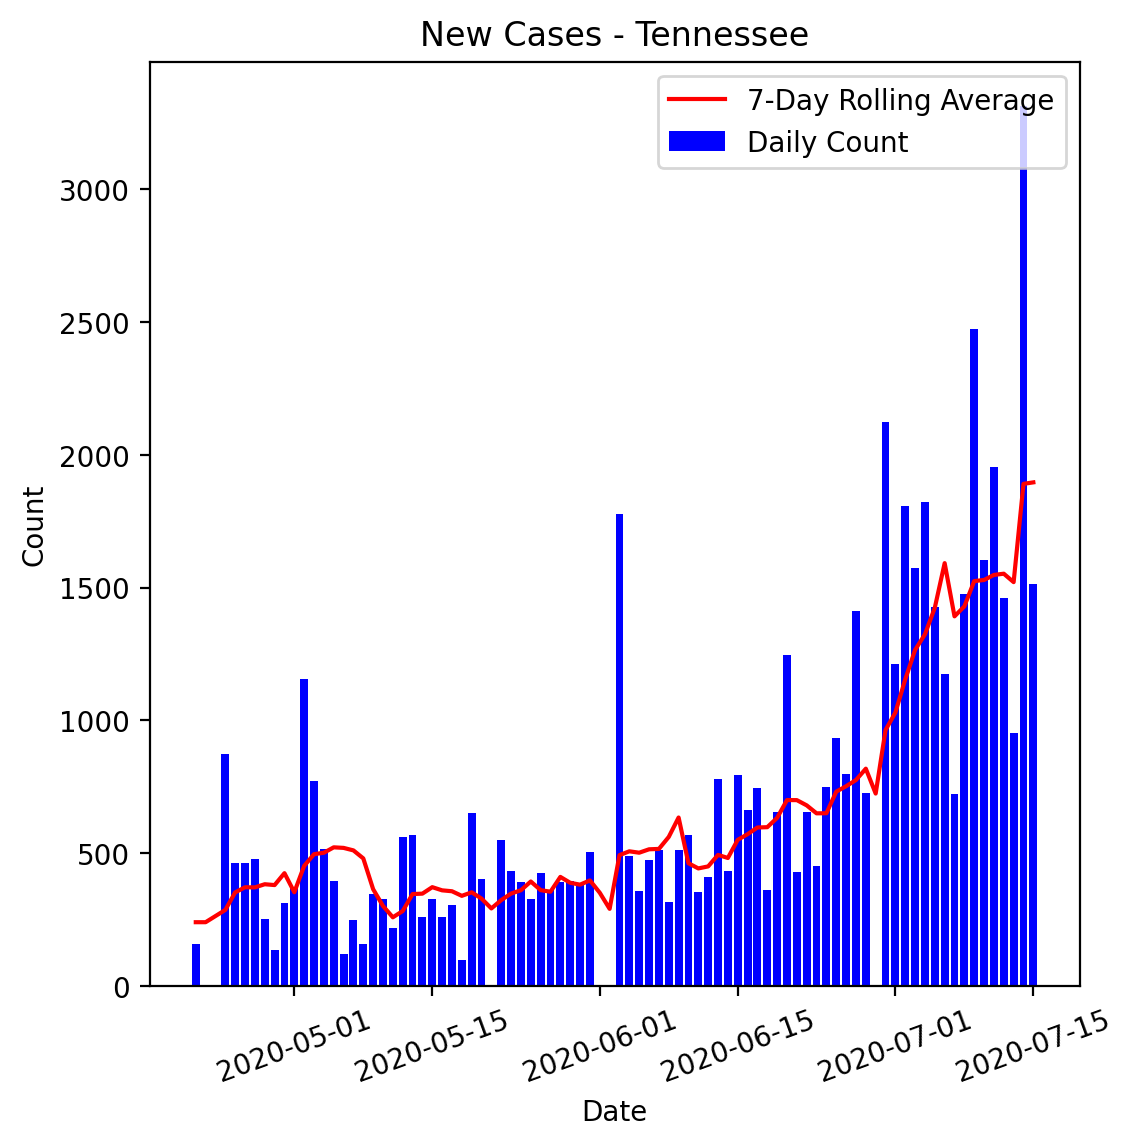 New Cases - Tennessee
7-Day Rolling Average
Daily Count
3000
2500
2000
1500
1000
500
0
Count
2020-05-01
2020-05-15
2020-06-01
2020-06-15
2020-07-01
2020-07-15
Date